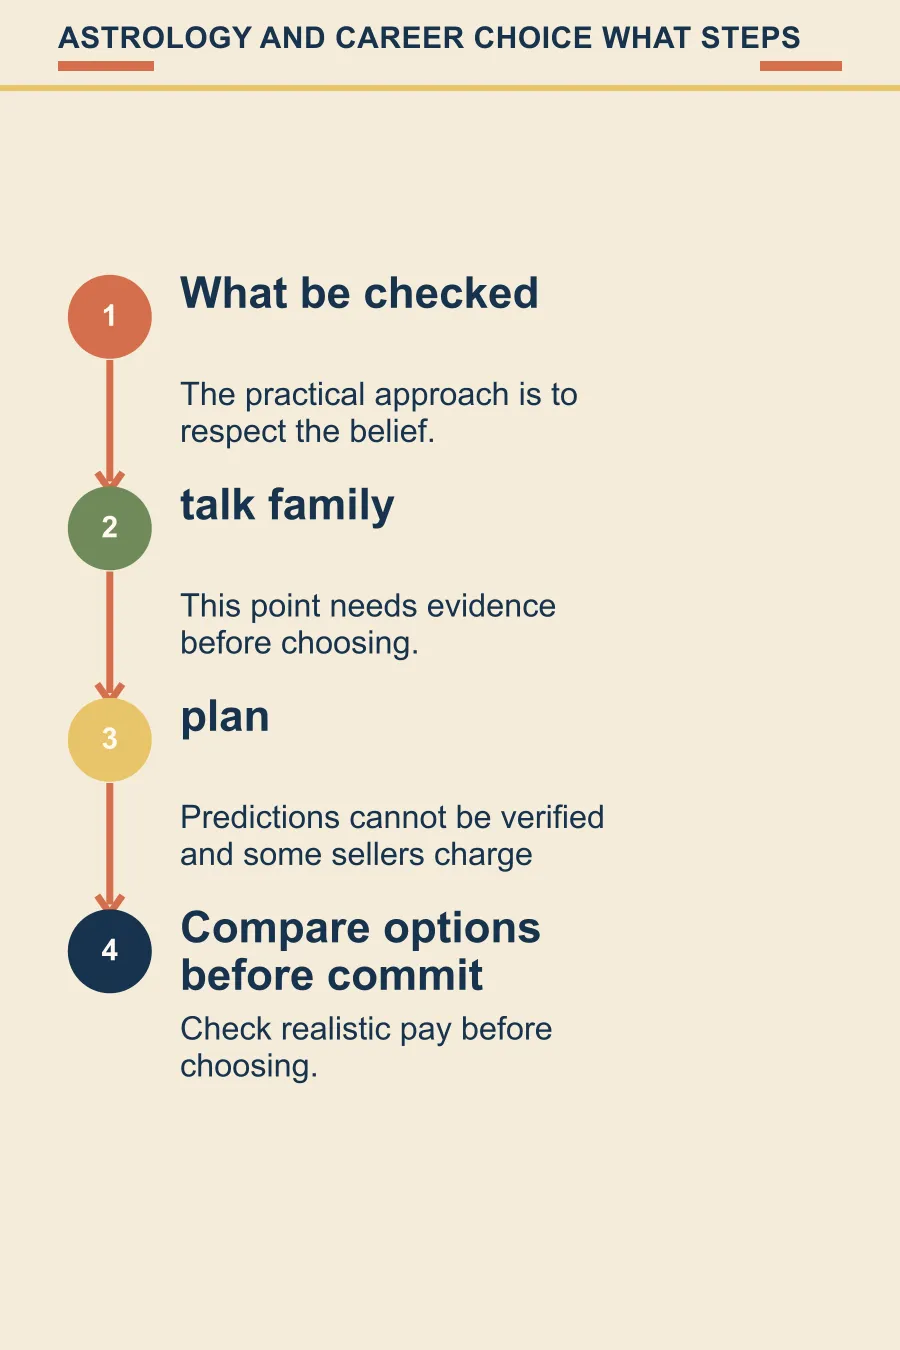 ASTROLOGY AND CAREER CHOICE WHAT STEPS
1
What be checked
The practical approach is to
respect the belief.
2
talk family
This point needs evidence
before choosing.
3
plan
Predictions cannot be verified
and some sellers charge
4
Compare options
before commit
Check realistic pay before
choosing.